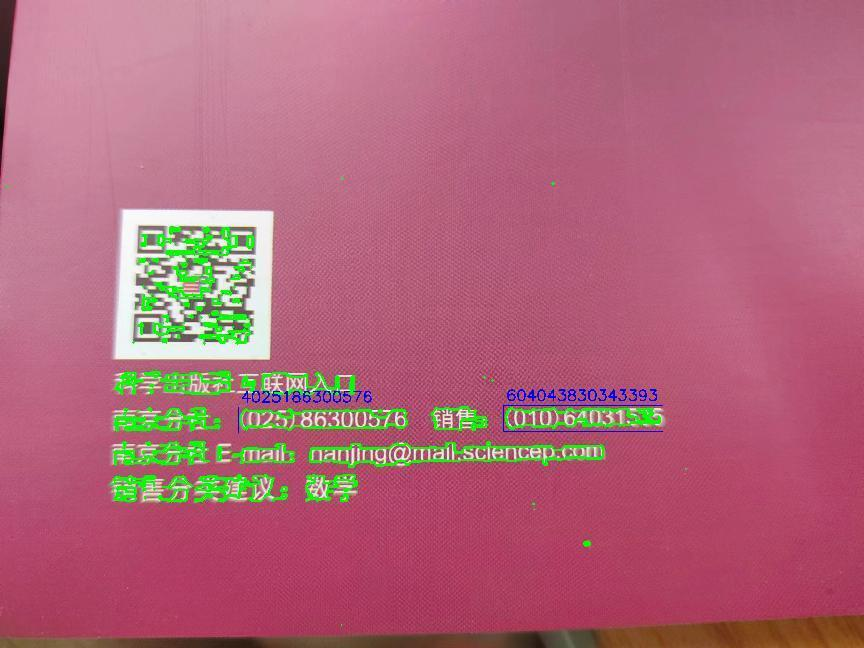 科学出版社互联网入口
4025186300576 604043830343393
南京分社:(025)86300576 销售:(010)64031535
南京分社 E-mail: nanjing@mail.sciencep.com
销售分类建议:数学